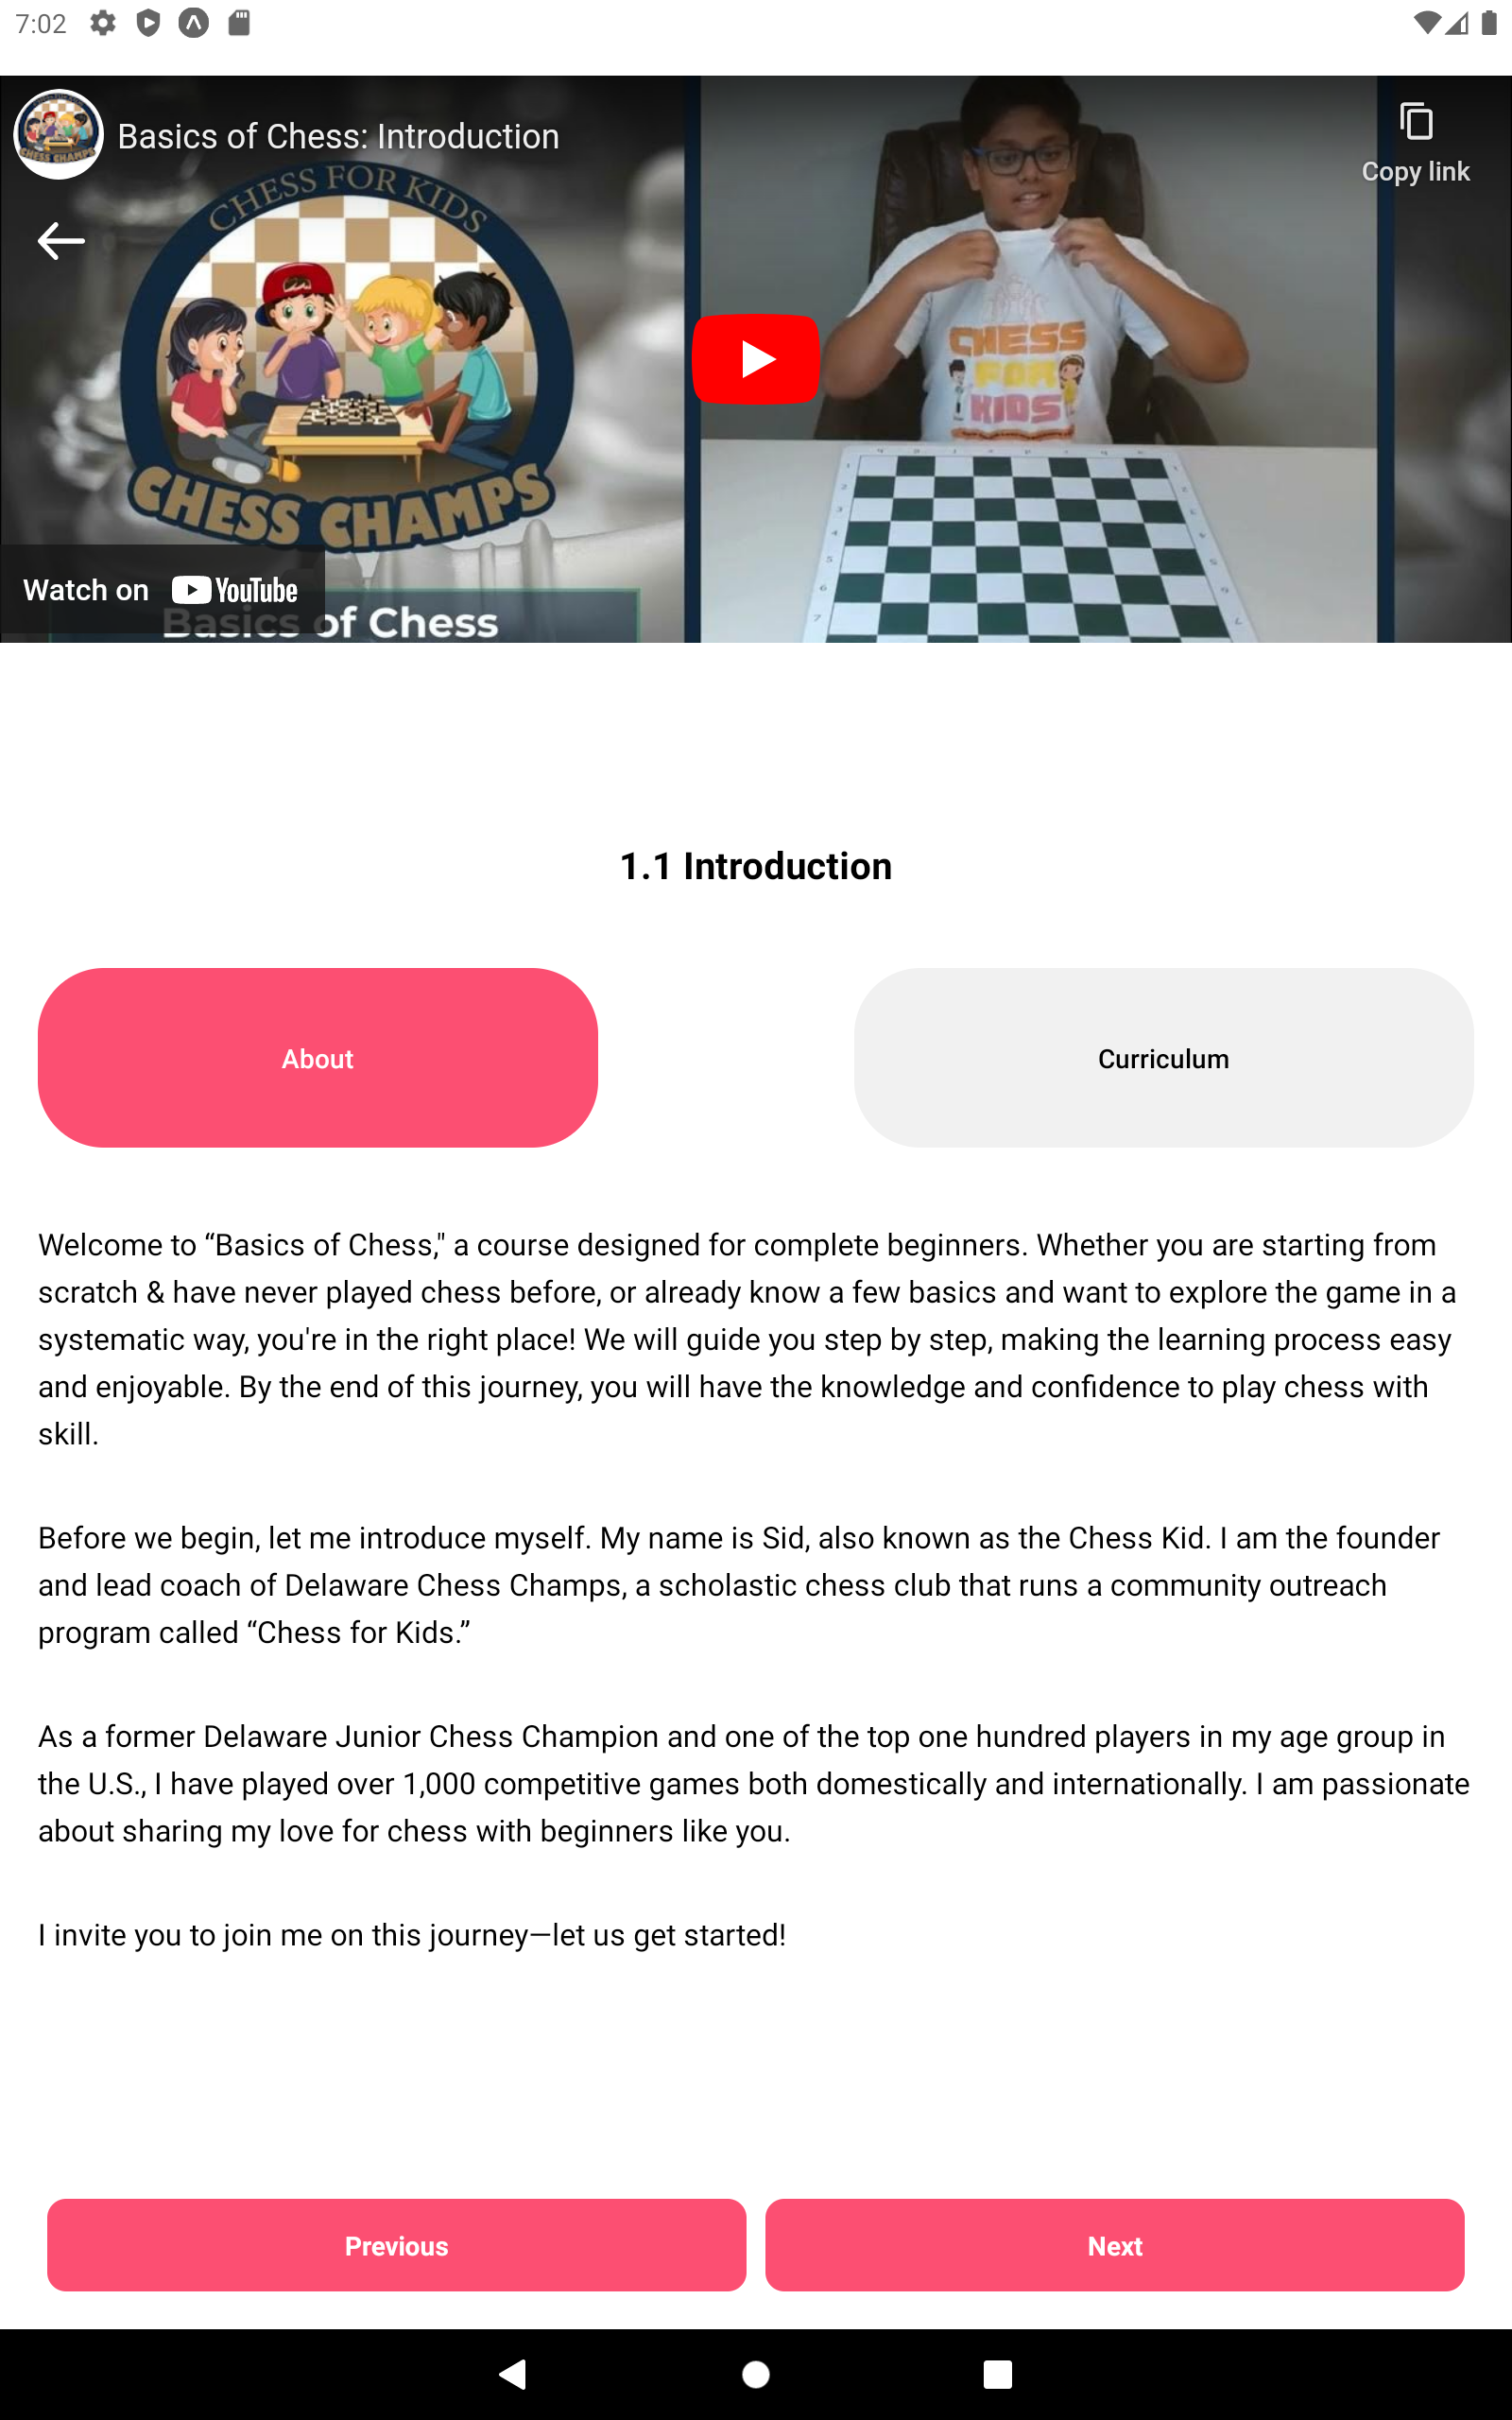 7:02
Basics of Chess: Introduction
Copy link
CHESS FOR KIDS
CHESS CHAMPS
CHESS
FOR
KIDS
Watch on YouTube
Basics of Chess
1.1 Introduction
About
Curriculum
Welcome to “Basics of Chess," a course designed for complete beginners. Whether you are starting from
scratch & have never played chess before, or already know a few basics and want to explore the game in a
systematic way, you're in the right place! We will guide you step by step, making the learning process easy
and enjoyable. By the end of this journey, you will have the knowledge and confidence to play chess with
skill.
Before we begin, let me introduce myself. My name is Sid, also known as the Chess Kid. I am the founder
and lead coach of Delaware Chess Champs, a scholastic chess club that runs a community outreach
program called “Chess for Kids.”
As a former Delaware Junior Chess Champion and one of the top one hundred players in my age group in
the U.S., I have played over 1,000 competitive games both domestically and internationally. I am passionate
about sharing my love for chess with beginners like you.
I invite you to join me on this journey—let us get started!
Previous
Next